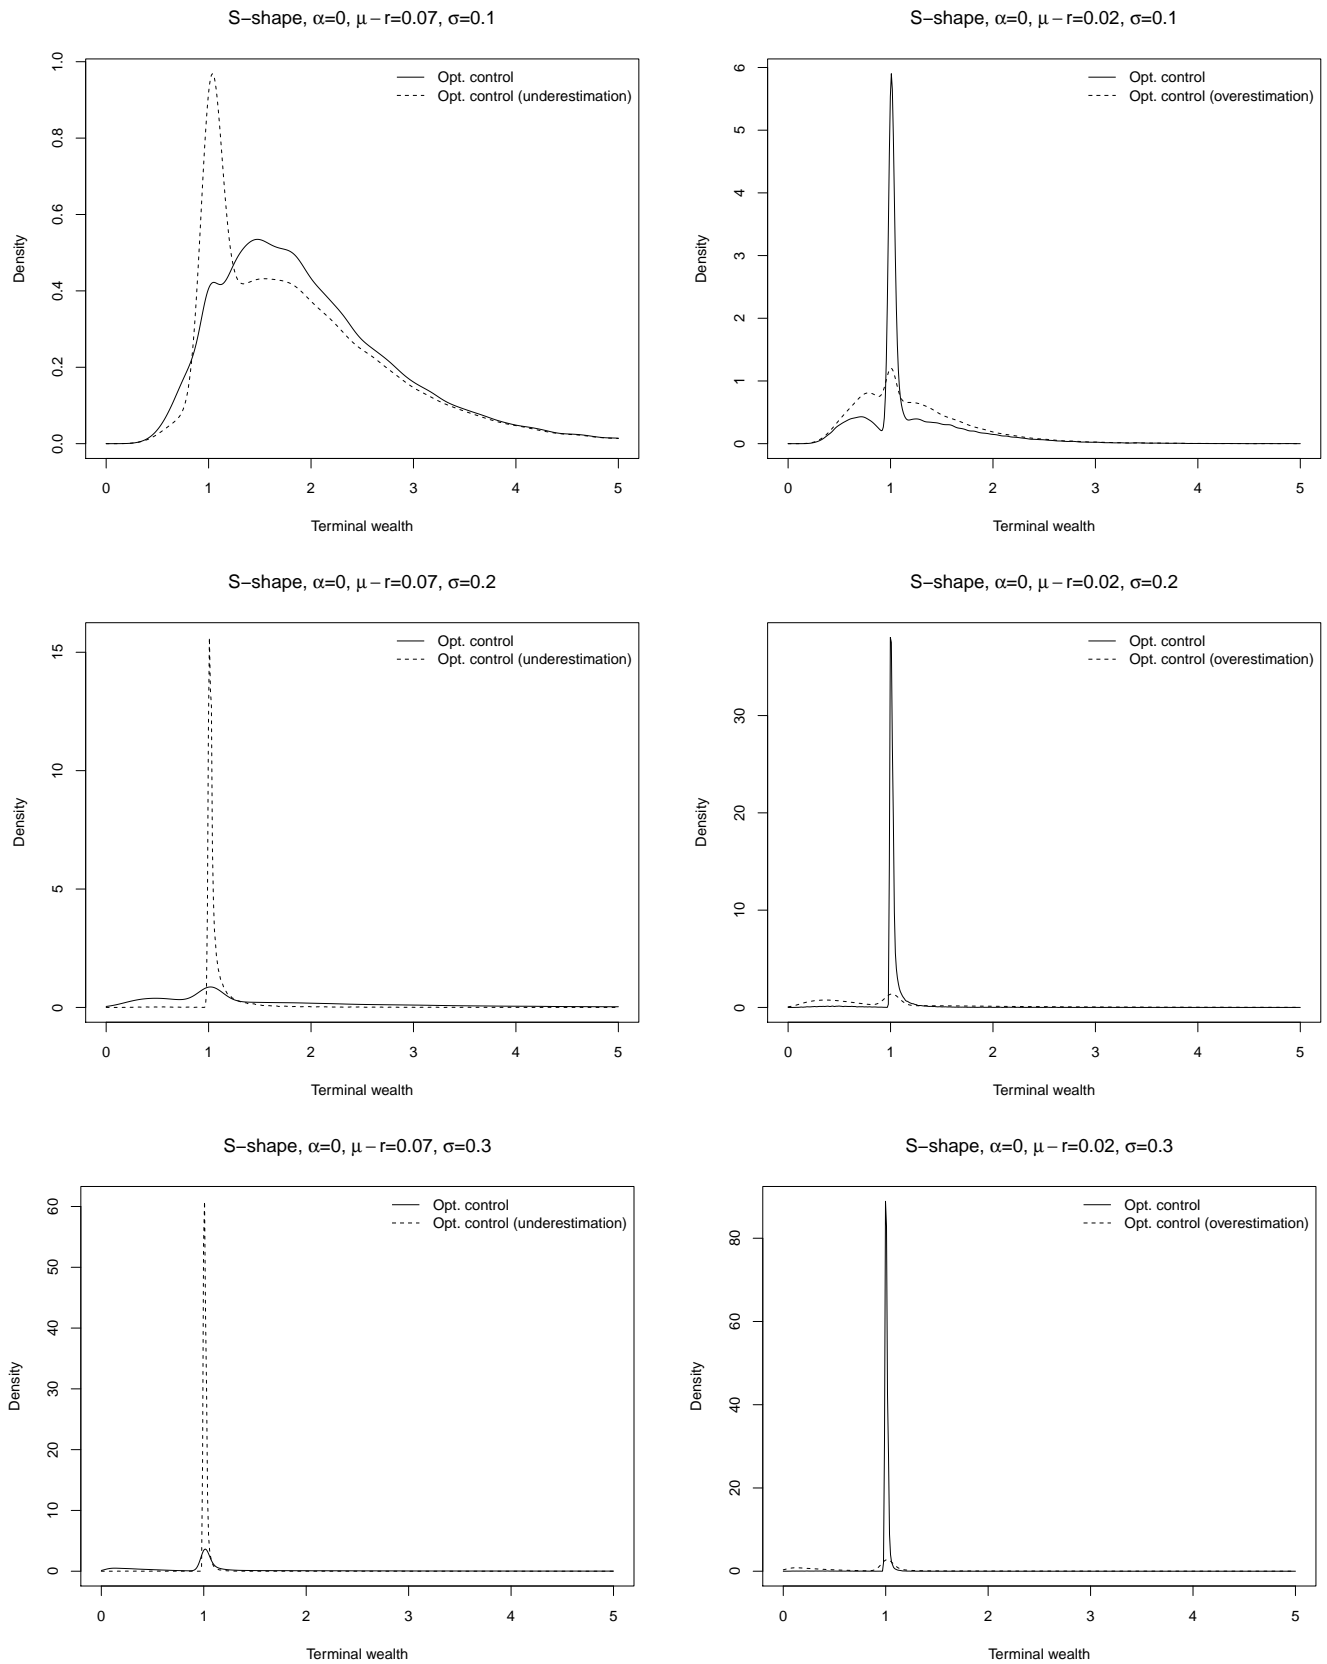 S−shape, α=0, μ−r=0.07, σ=0.1
Opt. control
Opt. control (underestimation)
Density
0.0
0.2
0.4
0.6
0.8
1.0
0 1 2 3 4 5
Terminal wealth
S−shape, α=0, μ−r=0.02, σ=0.1
Opt. control
Opt. control (overestimation)
Density
0
1
2
3
4
5
6
0 1 2 3 4 5
Terminal wealth
S−shape, α=0, μ−r=0.07, σ=0.2
Opt. control
Opt. control (underestimation)
Density
0
5
10
15
0 1 2 3 4 5
Terminal wealth
S−shape, α=0, μ−r=0.02, σ=0.2
Opt. control
Opt. control (overestimation)
Density
0
10
20
30
0 1 2 3 4 5
Terminal wealth
S−shape, α=0, μ−r=0.07, σ=0.3
Opt. control
Opt. control (underestimation)
Density
0
10
20
30
40
50
60
0 1 2 3 4 5
Terminal wealth
S−shape, α=0, μ−r=0.02, σ=0.3
Opt. control
Opt. control (overestimation)
Density
0
20
40
60
80
0 1 2 3 4 5
Terminal wealth